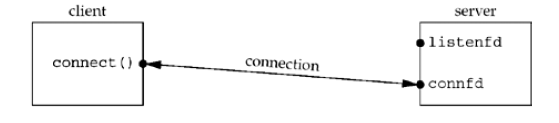 client
server
listenfd
connect()
connection
connfd